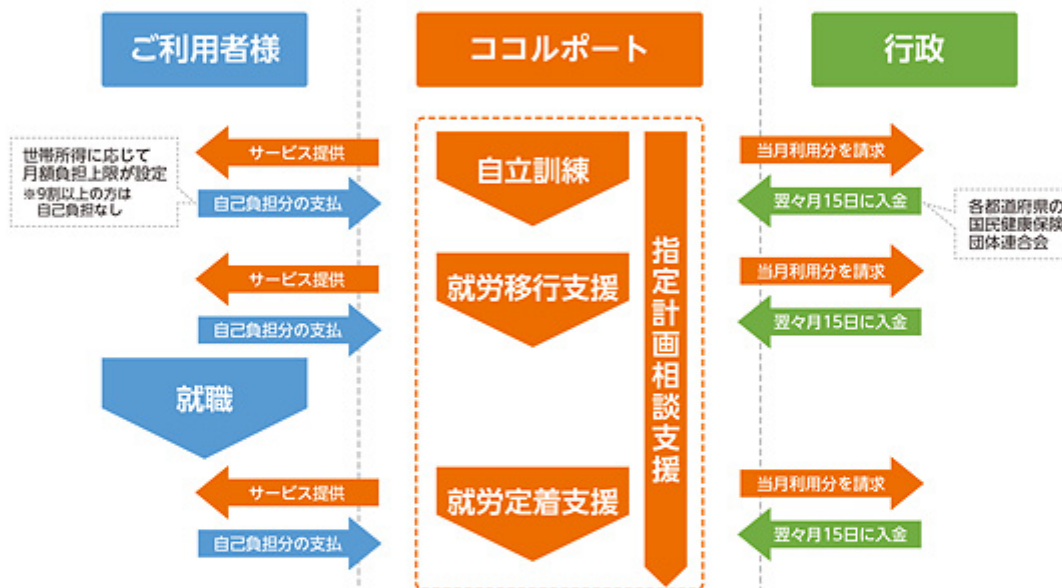 ご利用者様
ココルポート
行政
世帯所得に応じて
月額負担上限が設定
※9割以上の方は
自己負担なし
サービス提供
自己負担分の支払
自立訓練
当月利用分を請求
翌々月15日に入金
各都道府県の
国民健康保険
団体連合会
サービス提供
自己負担分の支払
就労移行支援
指定計画相談支援
当月利用分を請求
翌々月15日に入金
就職
サービス提供
自己負担分の支払
就労定着支援
当月利用分を請求
翌々月15日に入金